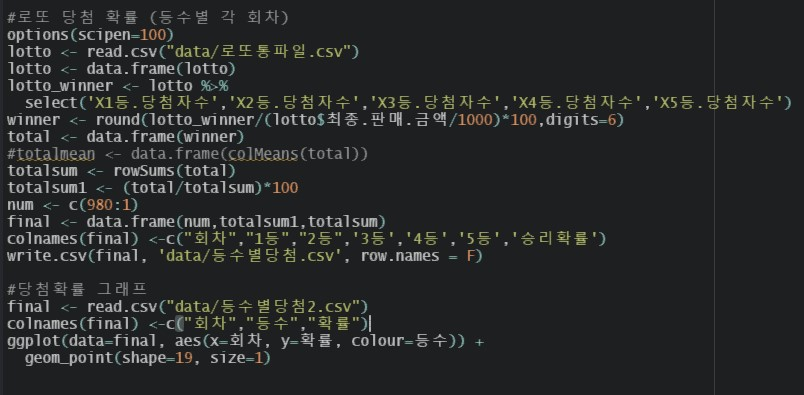 #로또 당첨 확률 (등수별 각 회차)
options(scipen=100)
lotto <- read.csv("data/로또통파일.csv")
lotto <- data.frame(lotto)
lotto_winner <- lotto %>%
  select('X1등.당첨자수','X2등.당첨자수','X3등.당첨자수','X4등.당첨자수','X5등.당첨자수')
winner <- round(lotto_winner/(lotto$최종.판매.금액/1000)*100,digits=6)
total <- data.frame(winner)
#totalmean <- data.frame(colMeans(total))
totalsum <- rowSums(total)
totalsum1 <- (total/totalsum)*100
num <- c(980:1)
final <- data.frame(num,totalsum1,totalsum)
colnames(final) <-c("회차","1등","2등",'3등','4등','5등','승리확률')
write.csv(final, 'data/등수별당첨.csv', row.names = F)
#당첨확률 그래프
final <- read.csv("data/등수별당첨2.csv")
colnames(final) <-c("회차","등수","확률")
ggplot(data=final, aes(x=회차, y=확률, colour=등수)) +
  geom_point(shape=19, size=1)